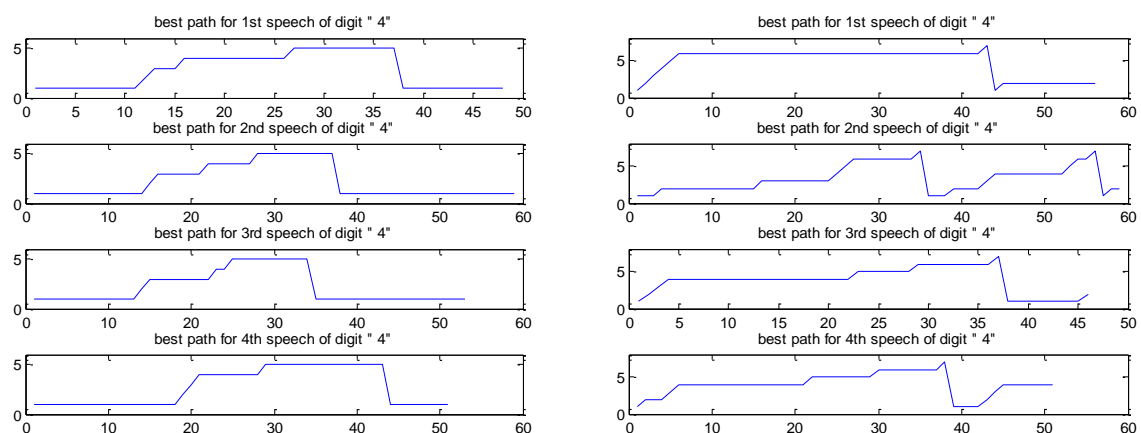 best path for 1st speech of digit " 4"
5
0
0 5 10 15 20 25 30 35 40 45 50
best path for 2nd speech of digit " 4"
5
0
0 10 20 30 40 50 60
best path for 3rd speech of digit " 4"
5
0
0 10 20 30 40 50 60
best path for 4th speech of digit " 4"
5
0
0 10 20 30 40 50 60
best path for 1st speech of digit " 4"
5
0
0 10 20 30 40 50 60
best path for 2nd speech of digit " 4"
5
0
0 10 20 30 40 50 60
best path for 3rd speech of digit " 4"
5
0
0 5 10 15 20 25 30 35 40 45 50
best path for 4th speech of digit " 4"
5
0
0 10 20 30 40 50 60